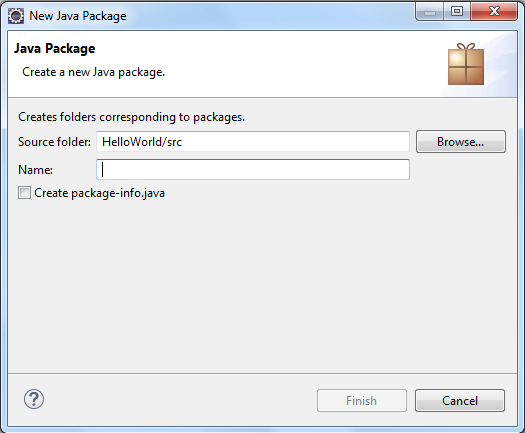 New Java Package
Java Package
Create a new Java package.
Creates folders corresponding to packages.
Source folder: HelloWorld/src Browse...
Name:
Create package-info.java
? Finish Cancel